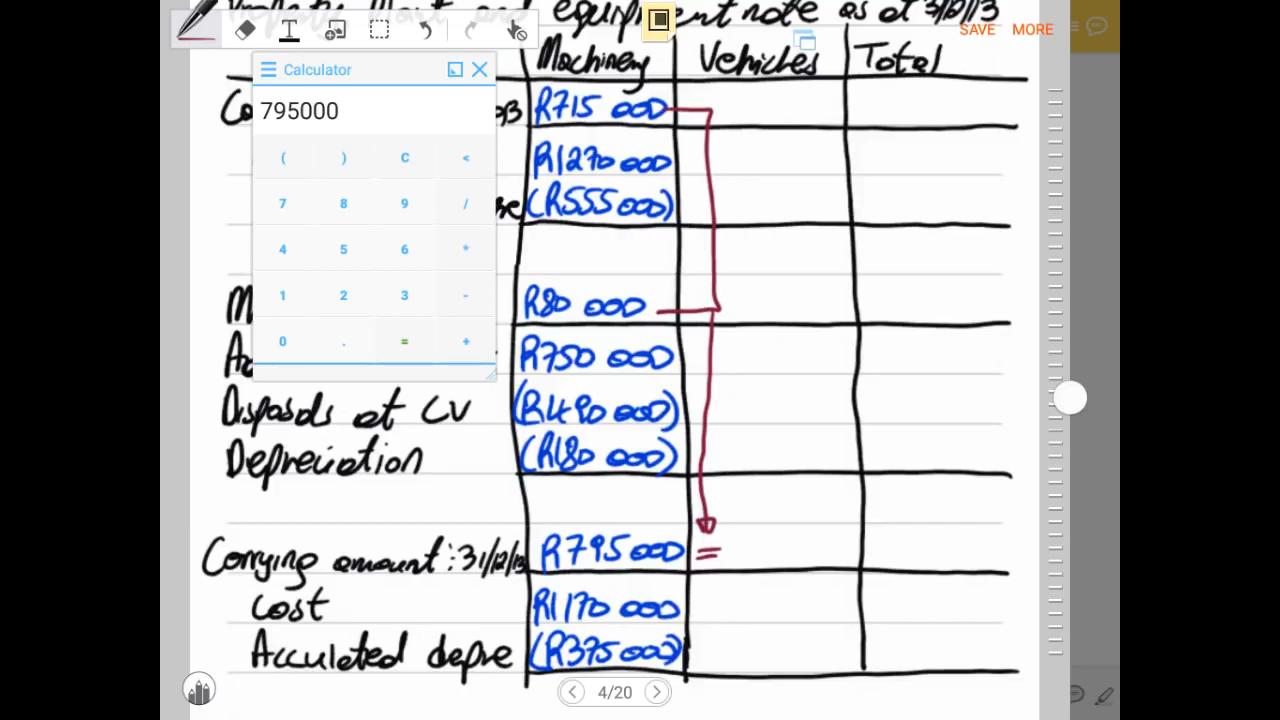 equipment note as at 31/12/13
SAVE MORE
Machinery Vehicles Total
Calculator
795000
R715 000
( ) C <
R1270 000
7 8 9 /
(R555 000)
4 5 6 *
1 2 3 -
R80 000
0 . = +
R750 000
Disposals at CV (R490 000)
Depreciation (R180 000)
Carrying amount: 31/12/13 R795 000 =
Cost R1170 000
Acculated depre (R375 000)
4/20